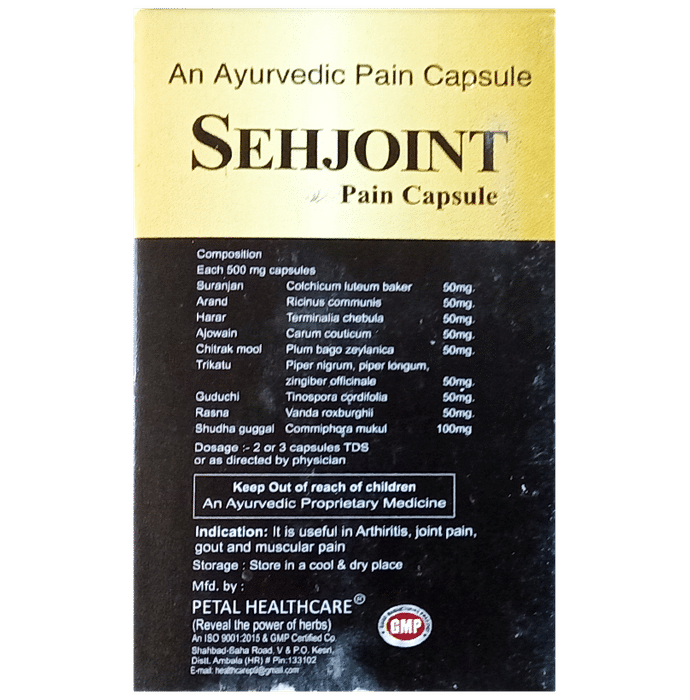 An Ayurvedic Pain Capsule
SEHJOINT
Pain Capsule
Composition
Each 500 mg capsules
Suranjan Colchicum luteum baker 50mg.
Arand Ricinus communis 50mg.
Harar Terminalia chebula 50mg.
Ajowain Carum couticum 50mg.
Chitrak mool Plum bago zeylanica 50mg.
Trikatu Piper nigrum, piper longum,
zingiber officinale 50mg.
Guduchi Tinospora cordifolia 50mg.
Rasna Vanda roxburghii 50mg.
Shudha guggal Commiphora mukul 100mg
Dosage :- 2 or 3 capsules TDS
or as directed by physician
Keep Out of reach of children
An Ayurvedic Proprietary Medicine
Indication: It is useful in Arthiritis, joint pain,
gout and muscular pain
Storage : Store in a cool & dry place
Mfd. by :
PETAL HEALTHCARE®
(Reveal the power of herbs)
An ISO 9001:2015 & GMP Certified Co.
Shahbad-Saha Road, V & P.O. Kesri,
Distt. Ambala (HR) # Pin:133102
E-mail: healthcarep9@gmail.com
GMP